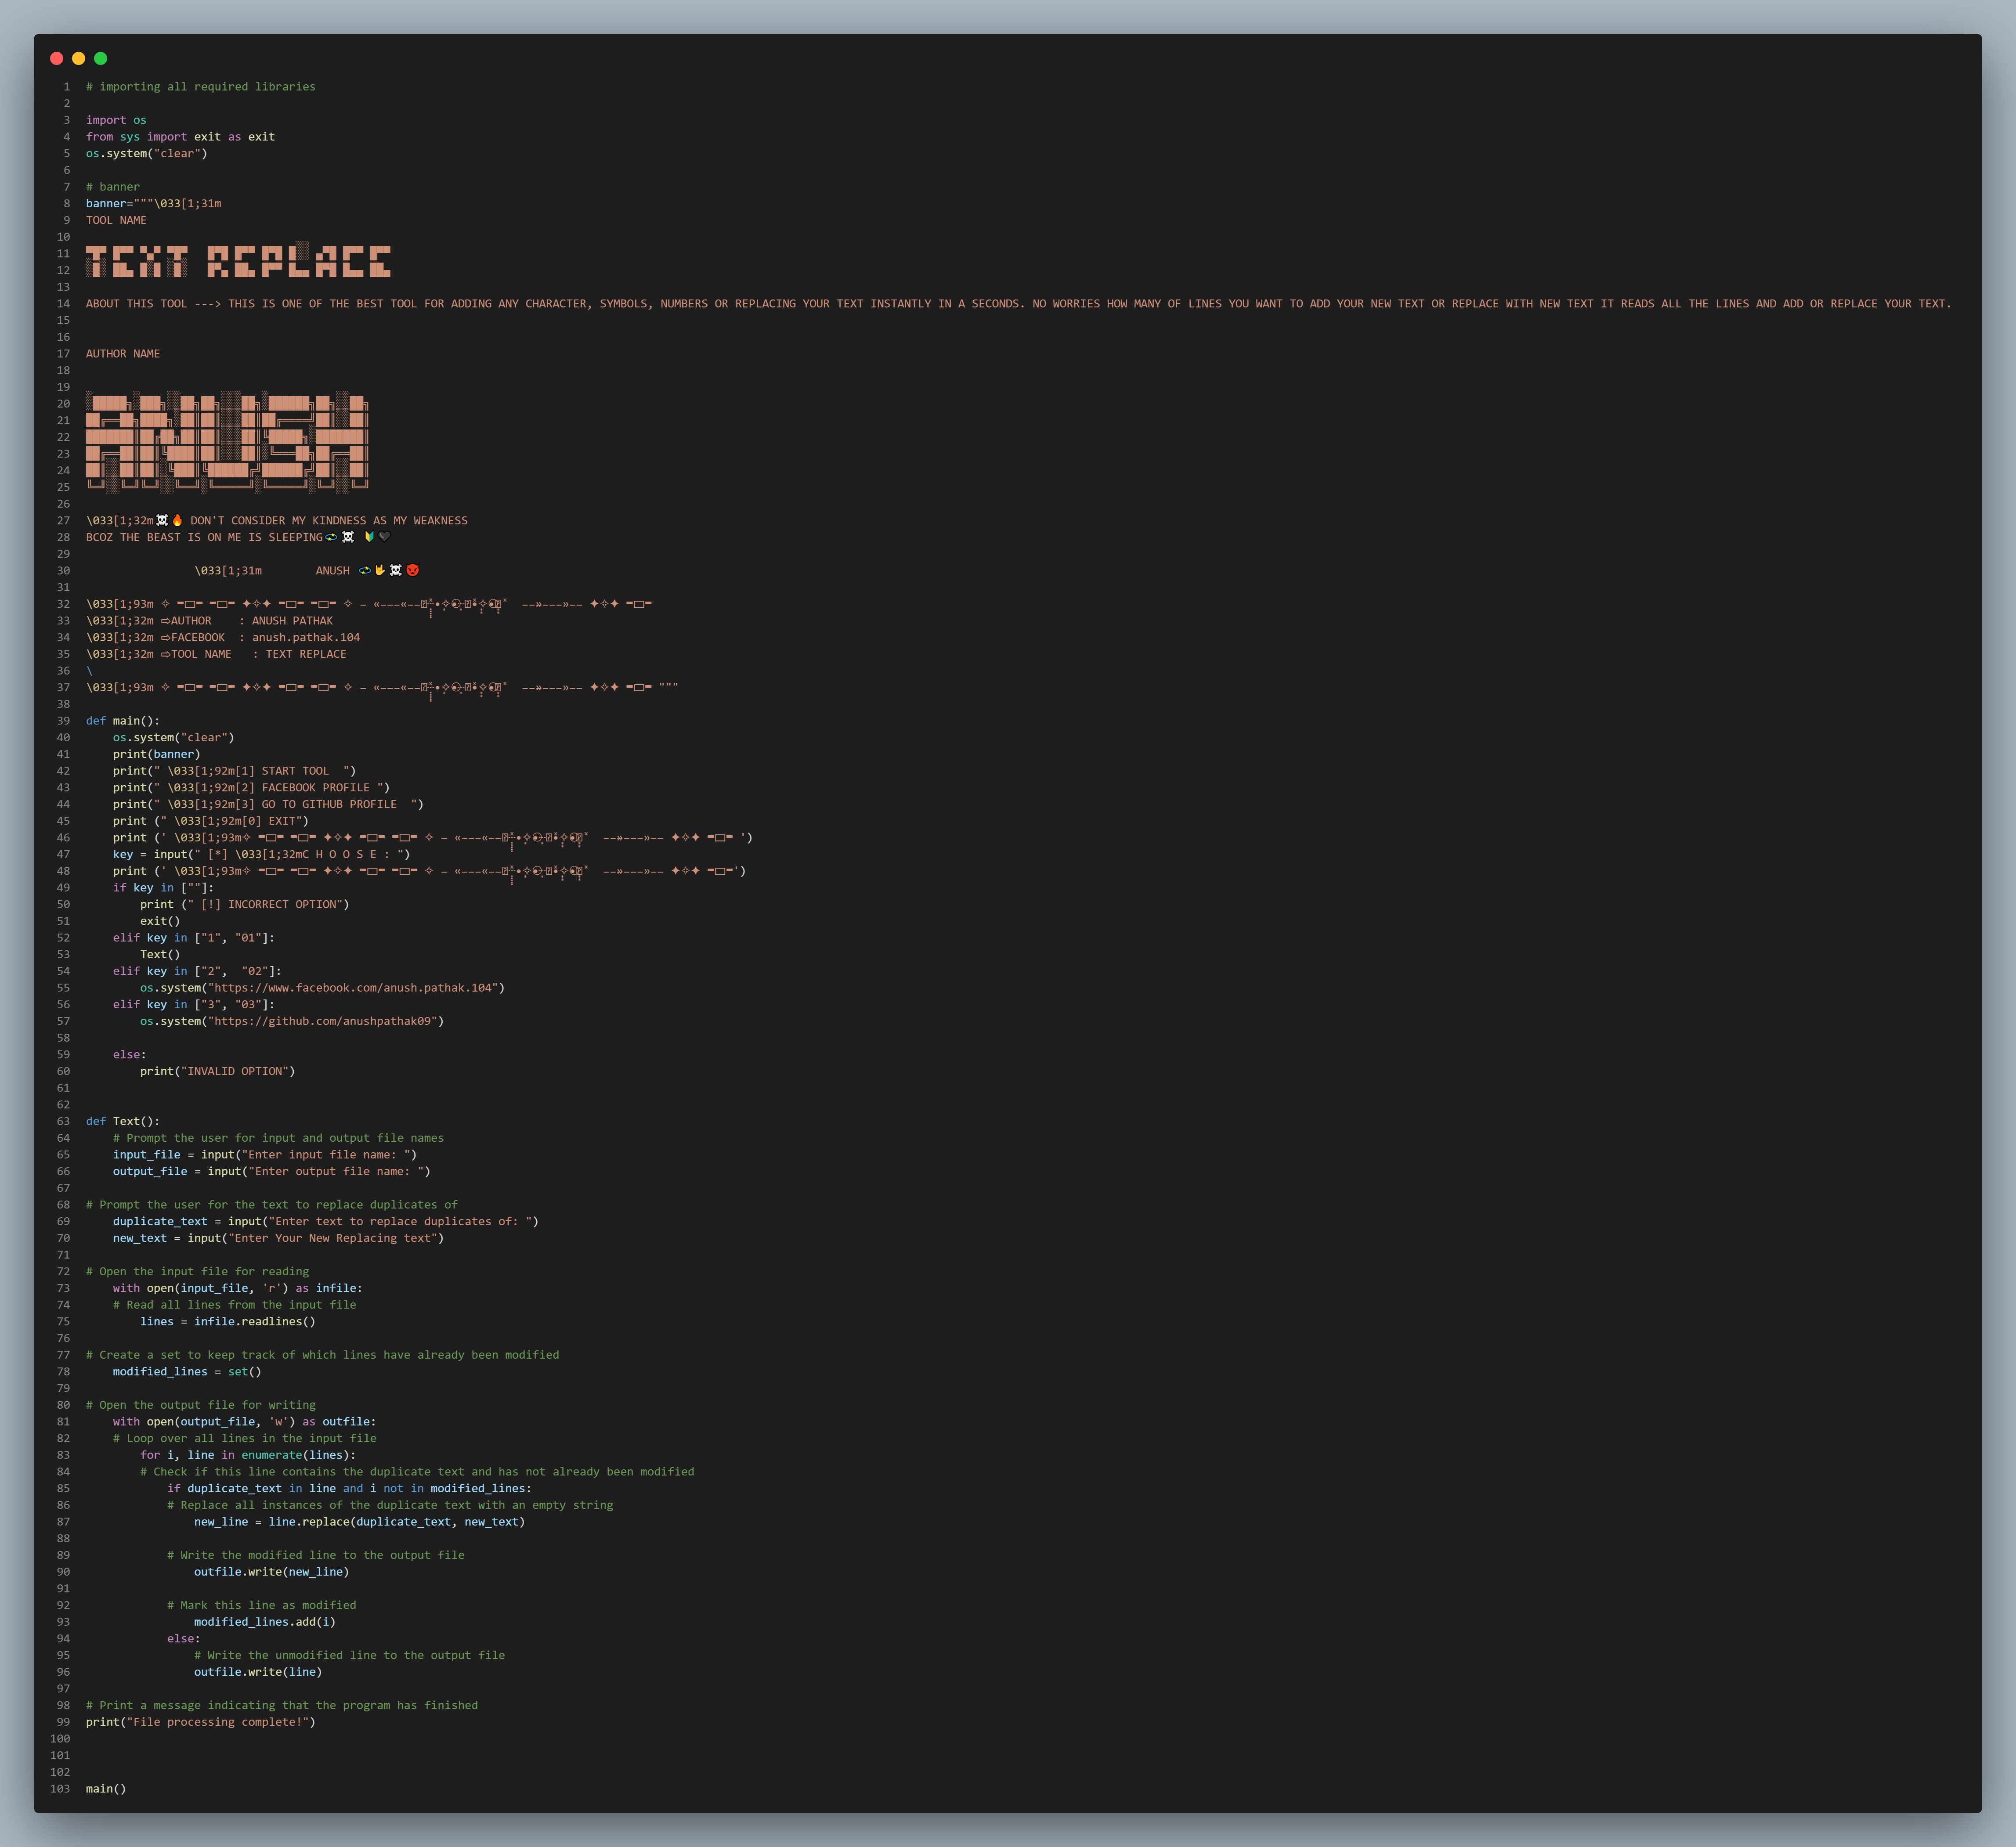 1 # importing all required libraries
2
3 import os
4 from sys import import exit as exit
5 os.system("clear")
6
7 # banner
8 banner="""\033[1;31m
9 TOOL NAME
10
11 ▀█▀ █▀▀ ▀▄▀ ▀█▀   █▀█ █▀▀ █▀█ █░░ ▄▀█ █▀▀ █▀▀
12 ░█░ ██▄ █░█ ░█░   █▀▄ ██▄ █▀▀ █▄▄ █▀█ █▄▄ ██▄
13
14 ABOUT THIS TOOL ---> THIS IS ONE OF THE BEST TOOL FOR ADDING ANY CHARACTER, SYMBOLS, NUMBERS OR REPLACING YOUR TEXT INSTANTLY IN A SECONDS. NO WORRIES HOW MANY OF LINES YOU WANT TO ADD YOUR NEW TEXT OR REPLACE WITH NEW TEXT IT READS ALL THE LINES AND ADD OR REPLACE YOUR TEXT.
15
16
17 AUTHOR NAME
18
19
20 ░█████╗░███╗░░██╗██╗░░░██╗░██████╗██╗░░██╗
21 ██╔══██╗████╗░██║██║░░░██║██╔════╝██║░░██║
22 ███████║██╔██╗██║██║░░░██║╚█████╗░███████║
23 ██╔══██║██║╚████║██║░░░██║░╚═══██╗██╔══██║
24 ██║░░██║██║░╚███║╚██████╔╝██████╔╝██║░░██║
25 ╚═╝░░╚═╝╚═╝░░╚══╝░╚═════╝░╚═════╝░╚═╝░░╚═╝
26
27 \033[1;32m☠️🔥 DON'T CONSIDER MY KINDNESS AS MY WEAKNESS
28 BCOZ THE BEAST IS ON ME IS SLEEPING💫☠️ 🔰🖤
29
30                 \033[1;31m        ANUSH 💫🤟☠️👿
31
32 \033[1;93m ✧ ━▭━ ━▭━ ✦✧✦ ━▭━ ━▭━ ✧ — «———«—— ——»———»—— ✦✧✦ ━▭━
33 \033[1;32m ⇨AUTHOR    : ANUSH PATHAK
34 \033[1;32m ⇨FACEBOOK  : anush.pathak.104
35 \033[1;32m ⇨TOOL NAME   : TEXT REPLACE
36 \
37 \033[1;93m ✧ ━▭━ ━▭━ ✦✧✦ ━▭━ ━▭━ ✧ — «———«—— ——»———»—— ✦✧✦ ━▭━ """
38
39 def main():
40     os.system("clear")
41     print(banner)
42     print(" \033[1;92m[1] START TOOL  ")
43     print(" \033[1;92m[2] FACEBOOK PROFILE ")
44     print(" \033[1;92m[3] GO TO GITHUB PROFILE  ")
45     print (" \033[1;92m[0] EXIT")
46     print (' \033[1;93m✧ ━▭━ ━▭━ ✦✧✦ ━▭━ ━▭━ ✧ — «———«—— ——»———»—— ✦✧✦ ━▭━ ')
47     key = input(" [*] \033[1;32mC H O O S E : ")
48     print (' \033[1;93m✧ ━▭━ ━▭━ ✦✧✦ ━▭━ ━▭━ ✧ — «———«—— ——»———»—— ✦✧✦ ━▭━')
49     if key in [""]:
50         print (" [!] INCORRECT OPTION")
51         exit()
52     elif key in ["1", "01"]:
53         Text()
54     elif key in ["2",  "02"]:
55         os.system("https://www.facebook.com/anush.pathak.104")
56     elif key in ["3", "03"]:
57         os.system("https://github.com/anushpathak09")
58
59     else:
60         print("INVALID OPTION")
61
62
63 def Text():
64     # Prompt the user for input and output file names
65     input_file = input("Enter input file name: ")
66     output_file = input("Enter output file name: ")
67
68 # Prompt the user for the text to replace duplicates of
69     duplicate_text = input("Enter text to replace duplicates of: ")
70     new_text = input("Enter Your New Replacing text")
71
72 # Open the input file for reading
73     with open(input_file, 'r') as infile:
74     # Read all lines from the input file
75         lines = infile.readlines()
76
77 # Create a set to keep track of which lines have already been modified
78     modified_lines = set()
79
80 # Open the output file for writing
81     with open(output_file, 'w') as outfile:
82     # Loop over all lines in the input file
83         for i, line in enumerate(lines):
84         # Check if this line contains the duplicate text and has not already been modified
85             if duplicate_text in line and i not in modified_lines:
86             # Replace all instances of the duplicate text with an empty string
87                 new_line = line.replace(duplicate_text, new_text)
88
89             # Write the modified line to the output file
90                 outfile.write(new_line)
91
92             # Mark this line as modified
93                 modified_lines.add(i)
94             else:
95                 # Write the unmodified line to the output file
96                 outfile.write(line)
97
98 # Print a message indicating that the program has finished
99 print("File processing complete!")
100
101
102
103 main()